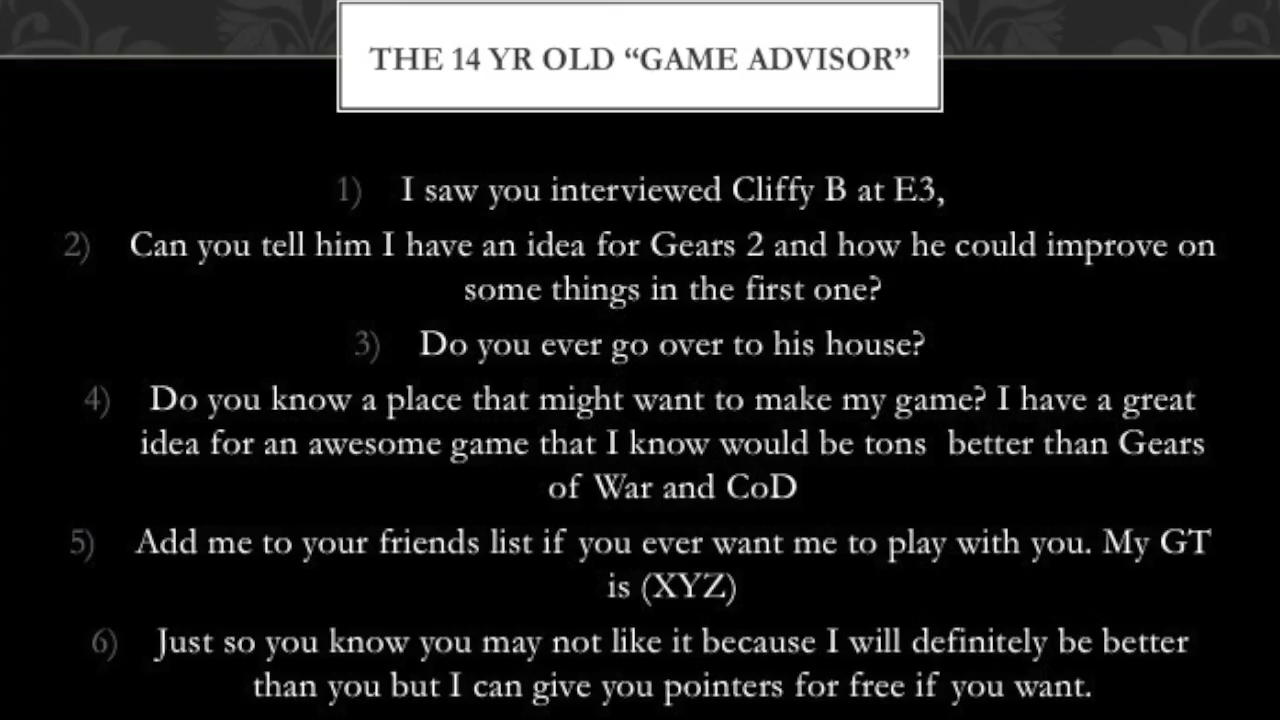 THE 14 YR OLD “GAME ADVISOR”
1) I saw you interviewed Cliffy B at E3,
2) Can you tell him I have an idea for Gears 2 and how he could improve on
some things in the first one?
3) Do you ever go over to his house?
4) Do you know a place that might want to make my game? I have a great
idea for an awesome game that I know would be tons  better than Gears
of War and CoD
5) Add me to your friends list if you ever want me to play with you. My GT
is (XYZ)
6) Just so you know you may not like it because I will definitely be better
than you but I can give you pointers for free if you want.